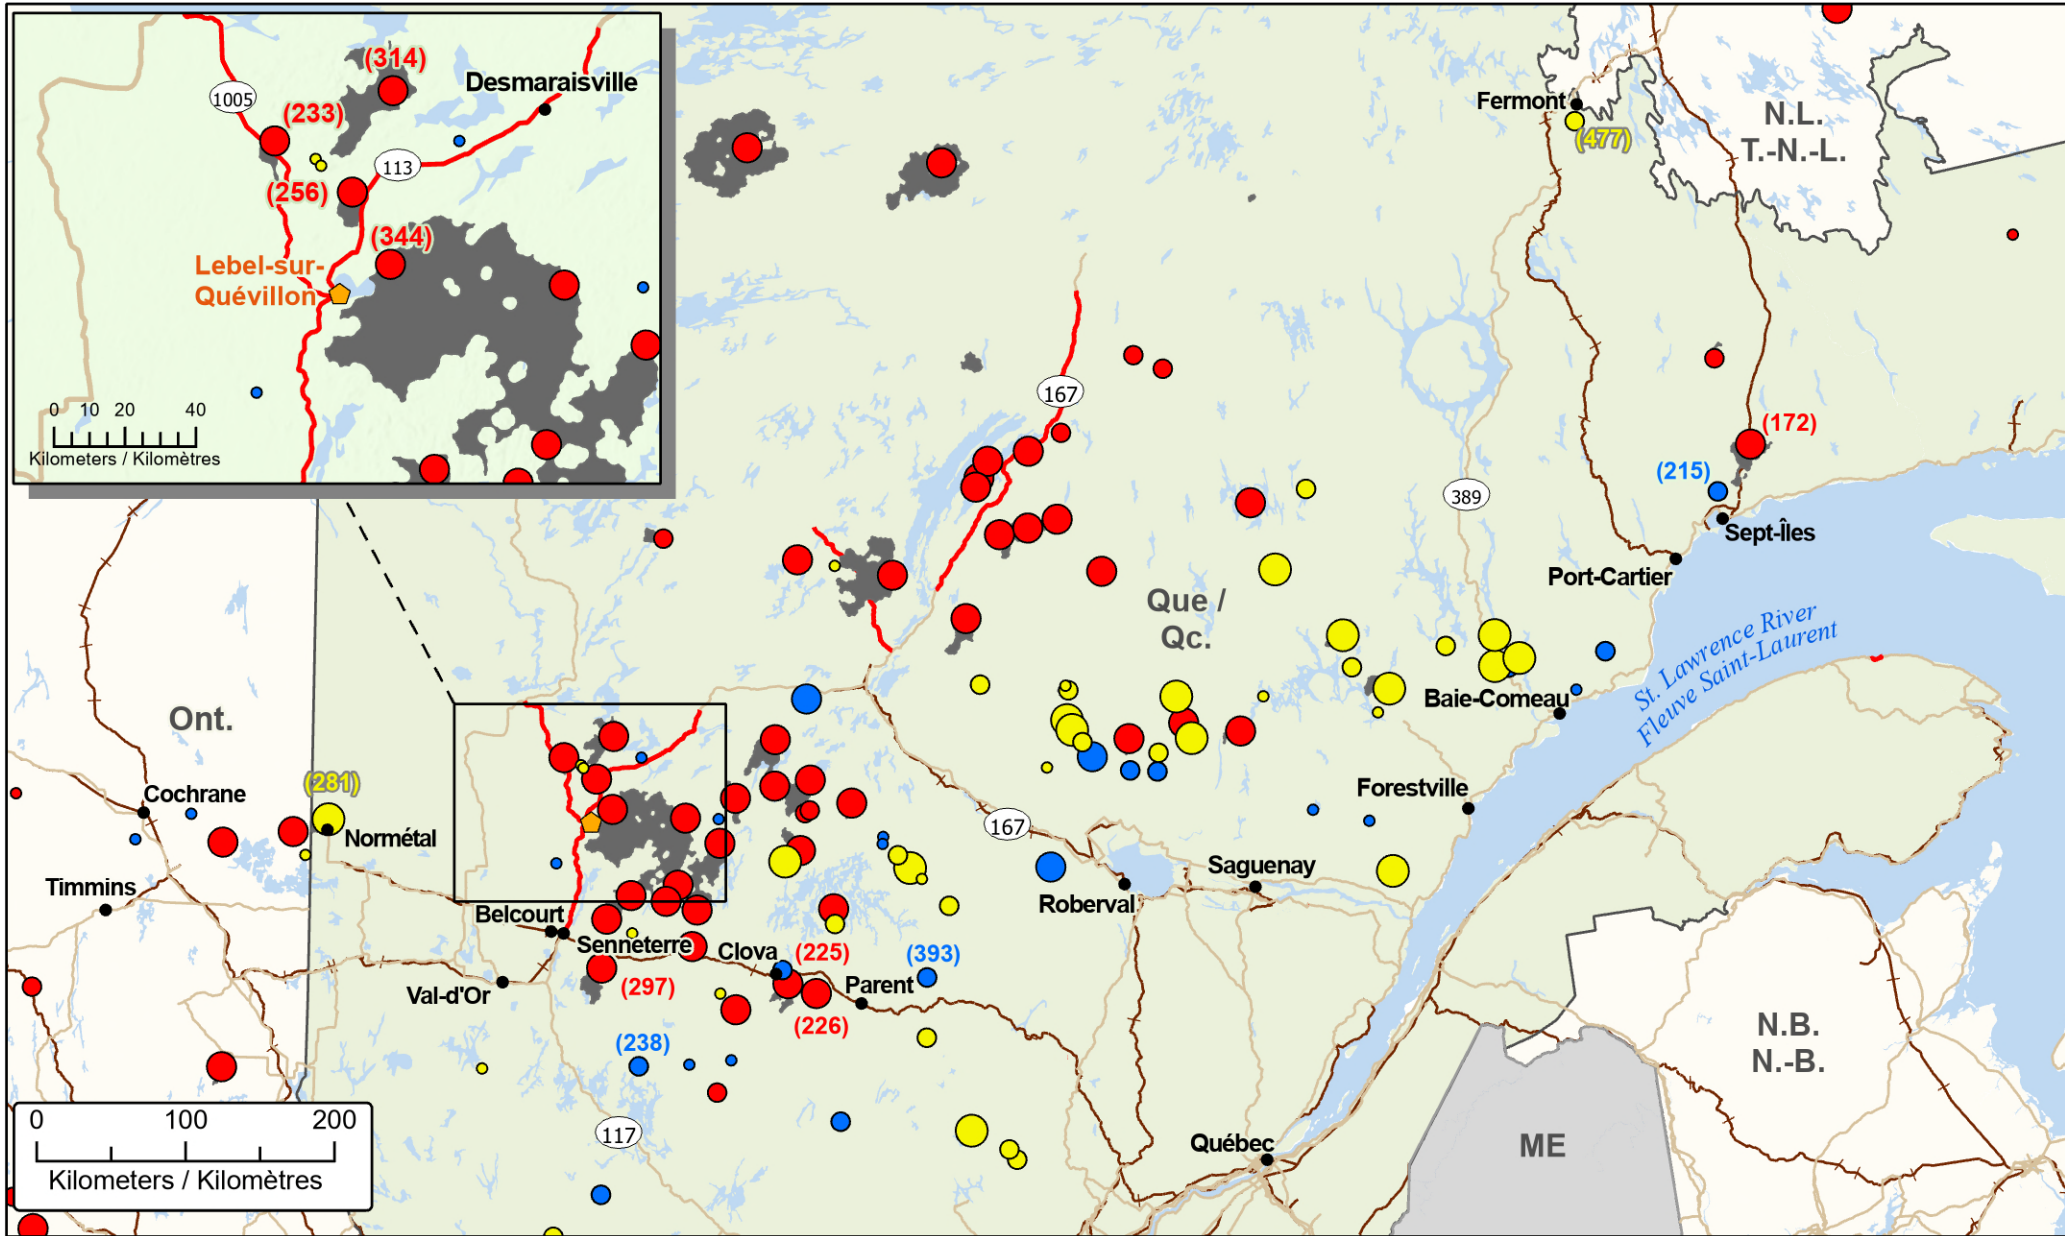 (314)
Desmaraisville
1005
(233)
113
(256)
(344)
Lebel-sur-
Quévillon
0 10 20 40
Kilometers / Kilomètres
Fermont
(477)
N.L.
T.-N.-L.
167
(172)
(215)
389
Sept-Îles
Port-Cartier
Que /
Qc.
St. Lawrence River
Fleuve Saint-Laurent
Baie-Comeau
Ont.
(281)
Cochrane
Normétal
Forestville
167
Timmins
Saguenay
Roberval
Belcourt
Senneterre
Clova
(225)
(393)
Val-d'Or
(297)
Parent
(226)
(238)
N.B.
N.-B.
0 100 200
Kilometers / Kilomètres
117
Québec
ME